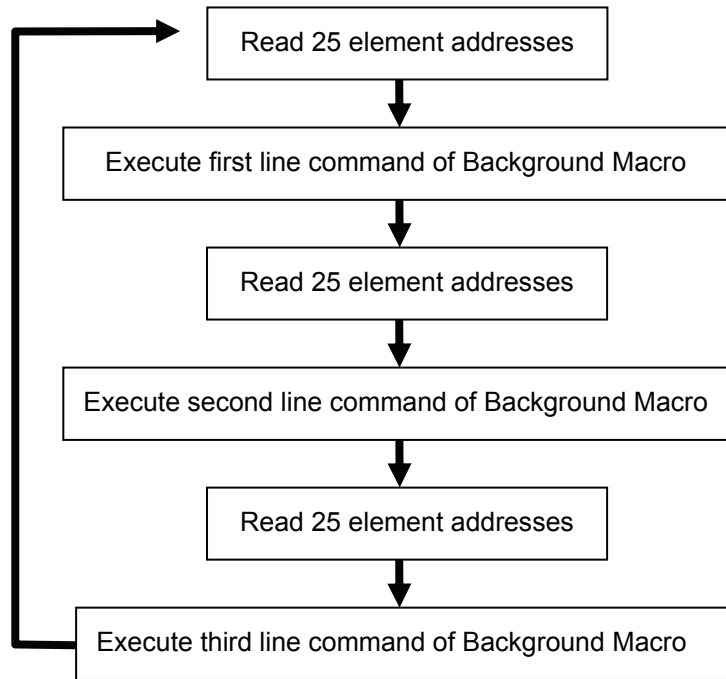 Read 25 element addresses
Execute first line command of Background Macro
Read 25 element addresses
Execute second line command of Background Macro
Read 25 element addresses
Execute third line command of Background Macro